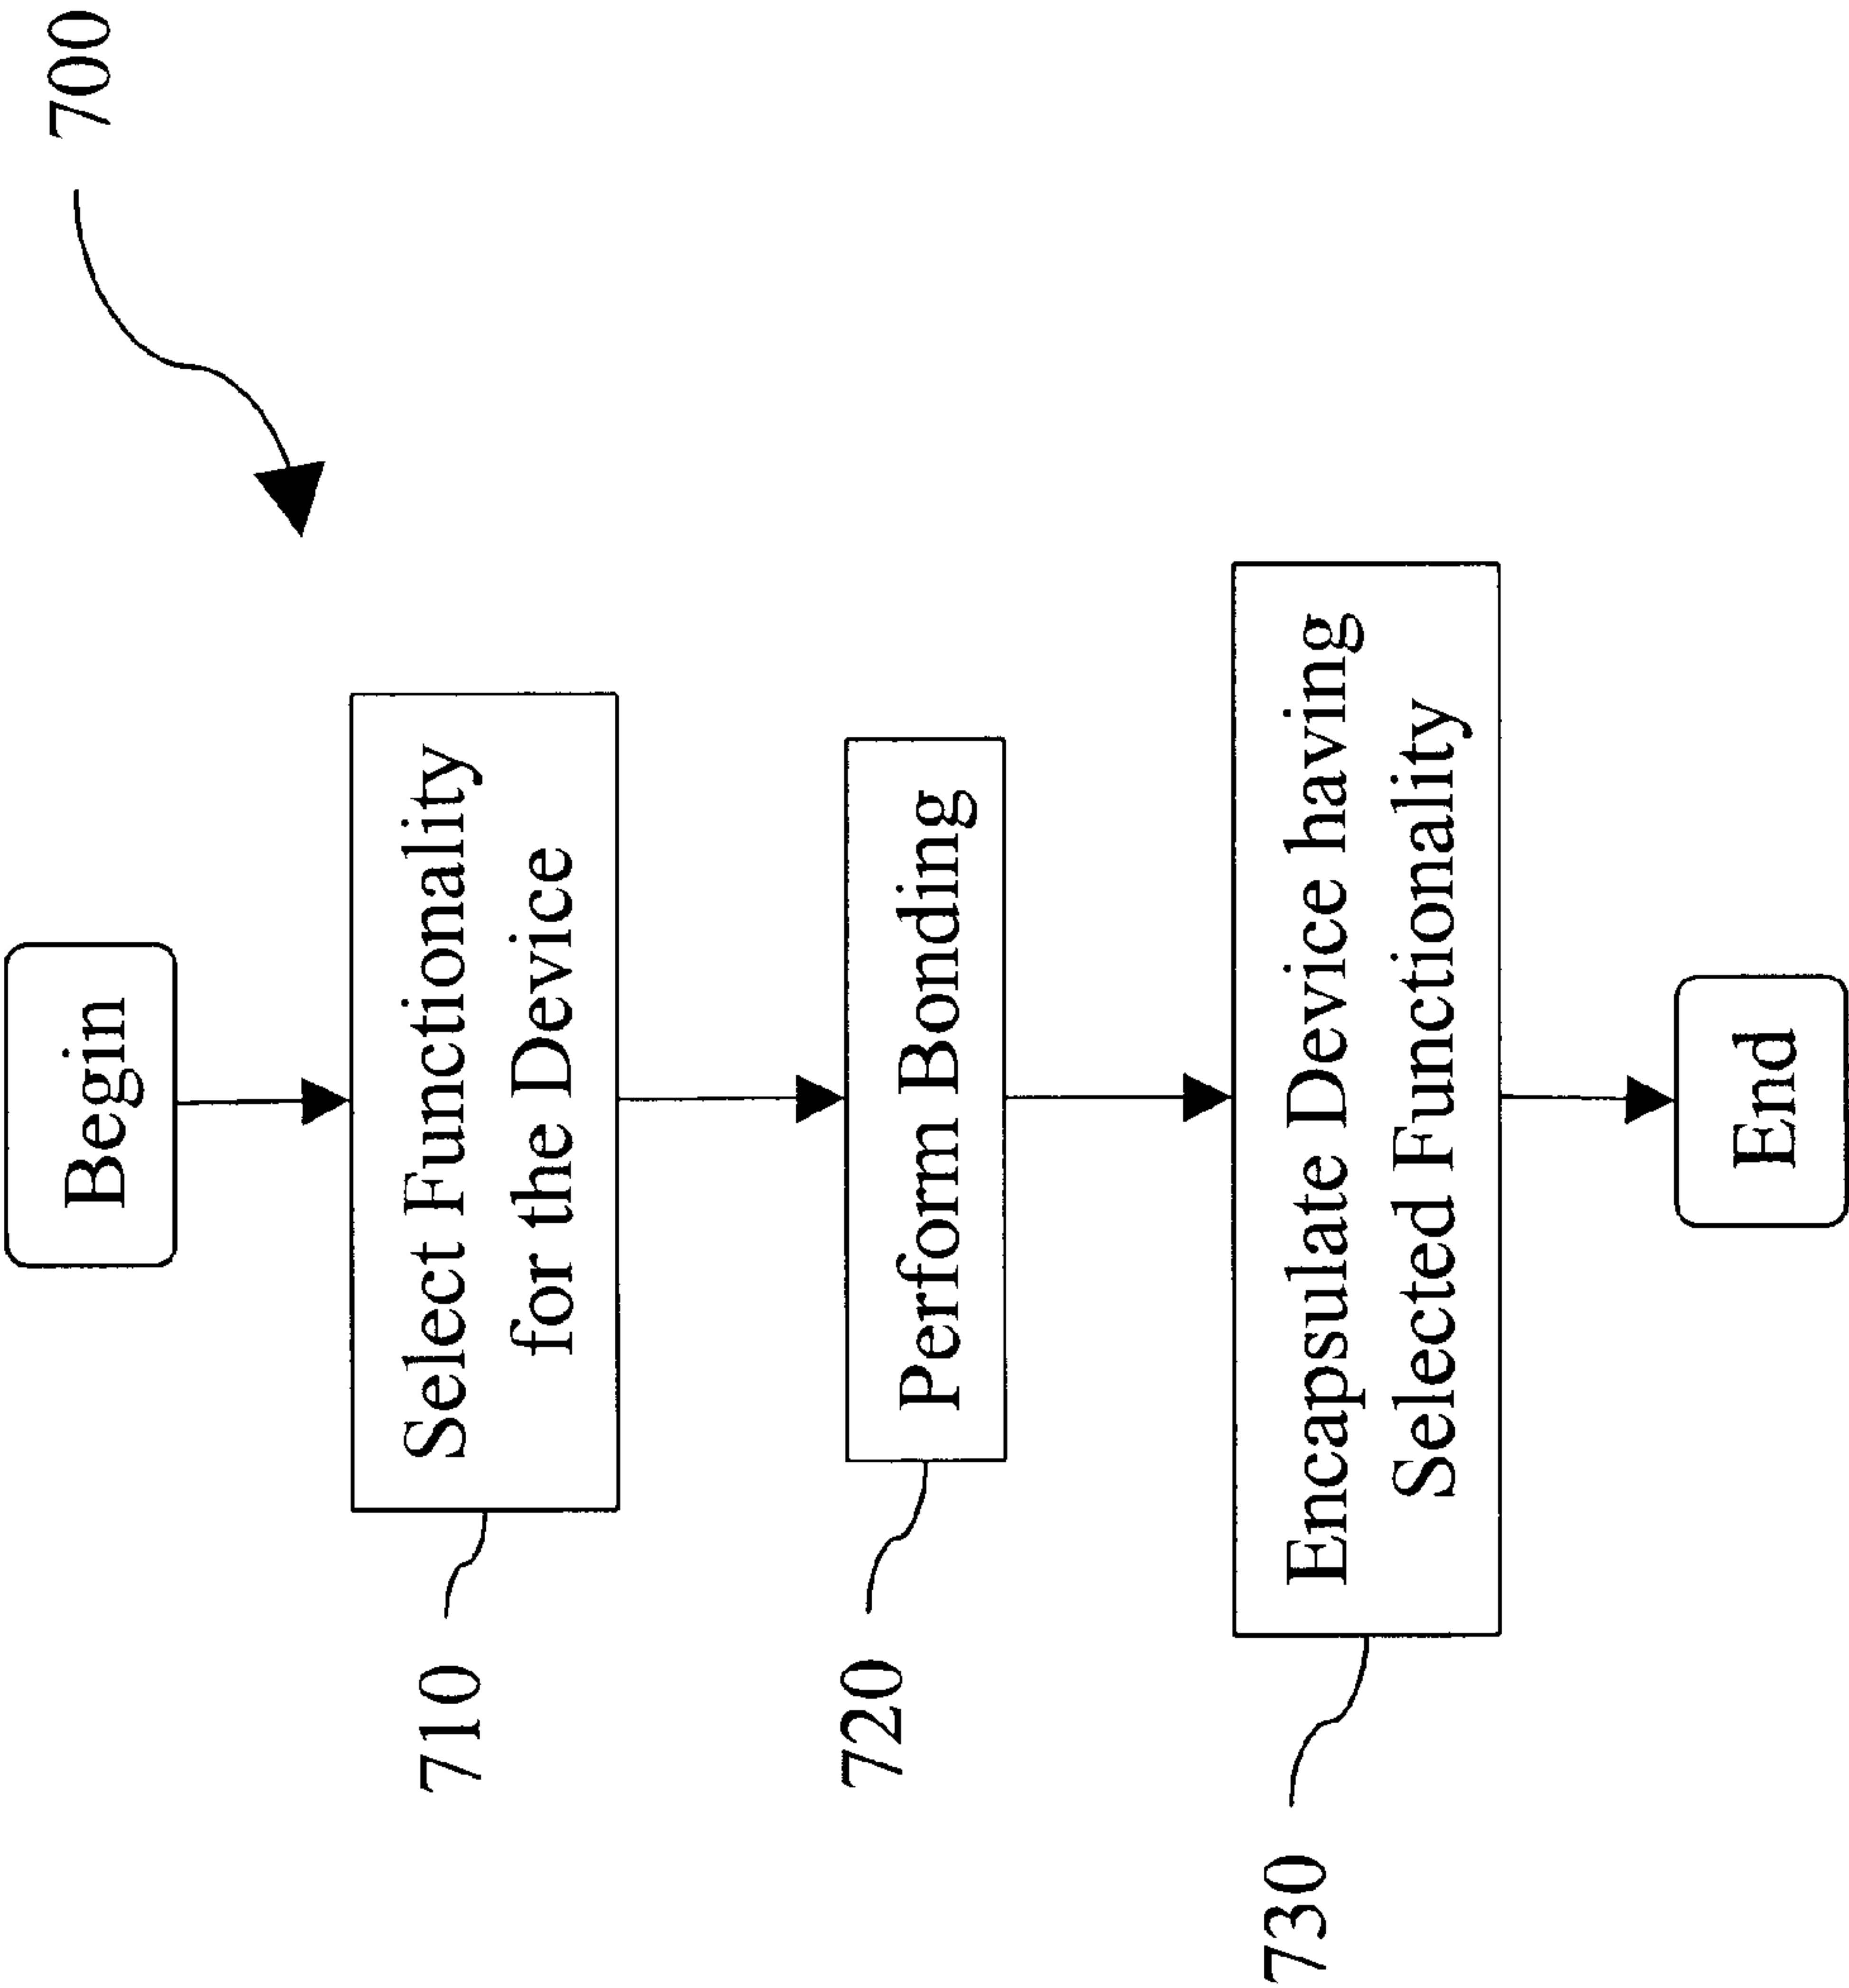 700
Begin
710
Select Functionality
for the Device
720
Perform Bonding
730
Encapsulate Device having
Selected Functionality
End